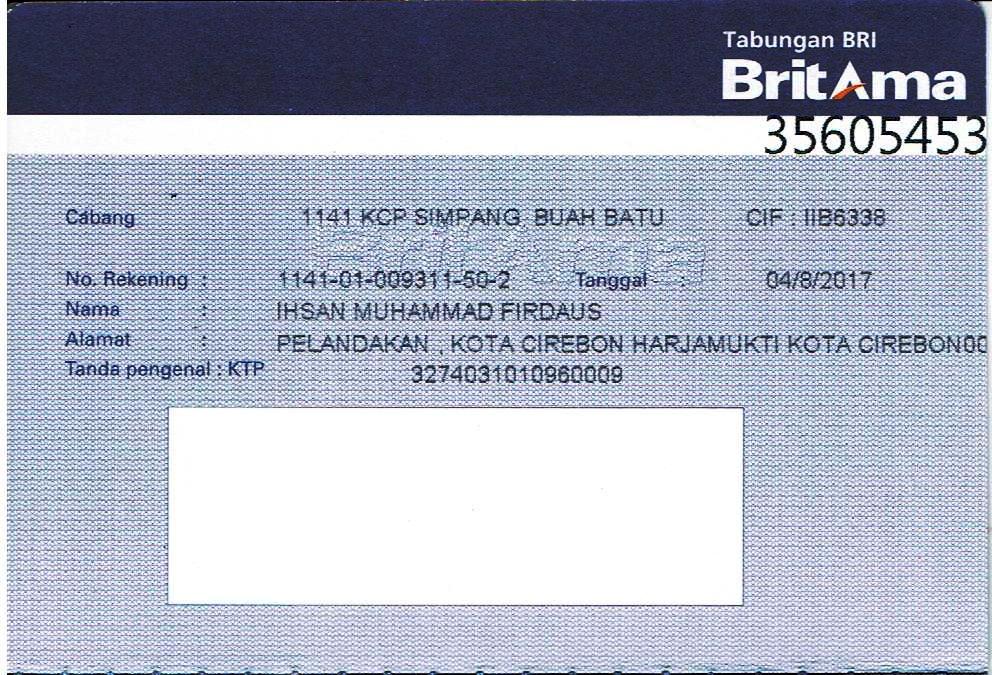 Tabungan BRI
BritAma
35605453
Cabang 1141 KCP SIMPANG BUAH BATU CIF : IIB6338
No. Rekening : 1141-01-009311-50-2 Tanggal : 04/8/2017
Nama : IHSAN MUHAMMAD FIRDAUS
Alamat : PELANDAKAN , KOTA CIREBON HARJAMUKTI KOTA CIREBON00
Tanda pengenal : KTP 3274031010960009